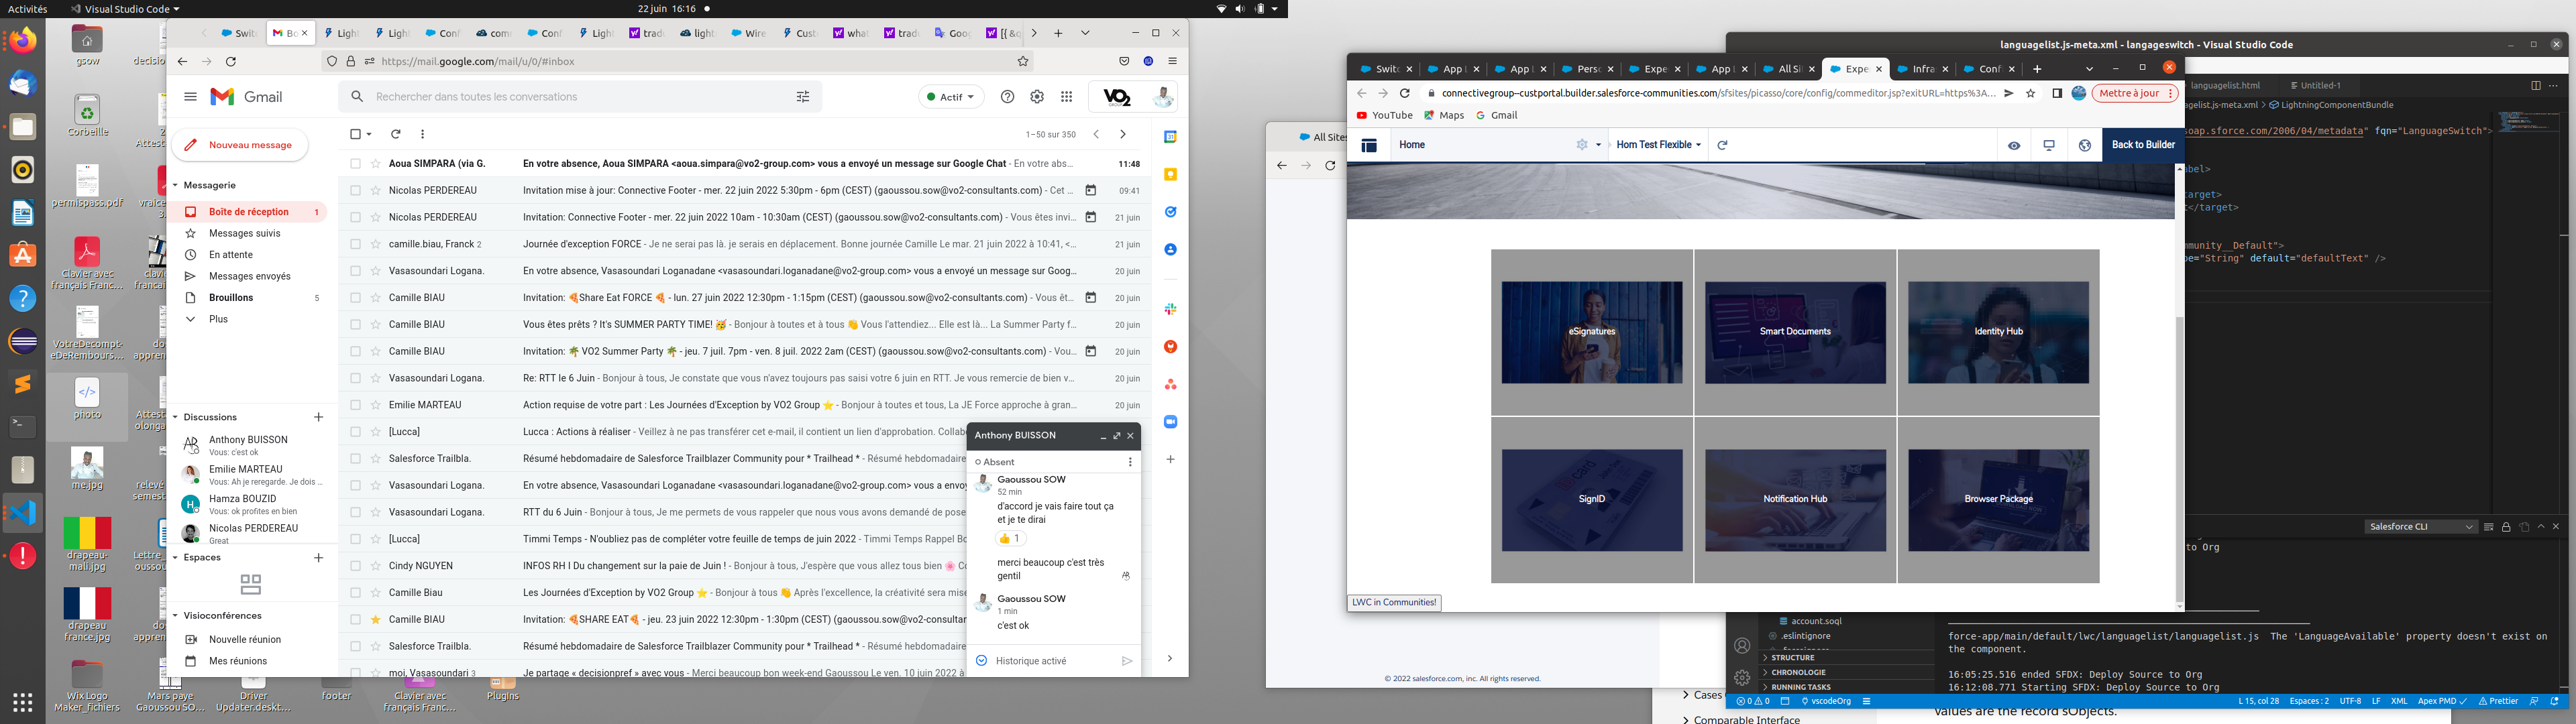 Activités
Visual Studio Code
22 juin 16:16
gsow
Corbeille
permispass.pdf
Clavier avec français Franc...
VotreDecompt-eDeRembours...
photo
me.jpg
drapeau-mali.jpg
drapeau france.jpg
Wix Logo Maker_fichiers
Mars paye Gaoussou SO...
Driver Updater.deskt...
footer
Clavier avec français Franc...
Plugins
https://mail.google.com/mail/u/0/#inbox
Gmail
Rechercher dans toutes les conversations
Actif
VO2 GROUP
Nouveau message
1–50 sur 350
Messagerie
Boîte de réception 1
Messages suivis
En attente
Messages envoyés
Brouillons 5
Plus
Discussions
Anthony BUISSON
Vous: c'est ok
Emilie MARTEAU
Vous: Ah je reregarde. Je dois ...
Hamza BOUZID
Vous: ok profites en bien
Nicolas PERDEREAU
Great
Espaces
Visioconférences
Nouvelle réunion
Mes réunions
Aoua SIMPARA (via G. En votre absence, Aoua SIMPARA <aoua.simpara@vo2-group.com> vous a envoyé un message sur Google Chat - En votre abs... 11:48
Nicolas PERDEREAU Invitation mise à jour: Connective Footer - mer. 22 juin 2022 5:30pm - 6pm (CEST) (gaoussou.sow@vo2-consultants.com) - Cet ... 09:41
Nicolas PERDEREAU Invitation: Connective Footer - mer. 22 juin 2022 10am - 10:30am (CEST) (gaoussou.sow@vo2-consultants.com) - Vous êtes invi... 21 juin
camille.biau, Franck 2 Journée d'exception FORCE - Je ne serai pas là. je serais en déplacement. Bonne journée Camille Le mar. 21 juin 2022 à 10:41, <... 21 juin
Vasasoundari Logana. En votre absence, Vasasoundari Loganadane <vasasoundari.loganadane@vo2-group.com> vous a envoyé un message sur Goog... 20 juin
Camille BIAU Invitation: 🍕Share Eat FORCE 🍕 - lun. 27 juin 2022 12:30pm - 1:15pm (CEST) (gaoussou.sow@vo2-consultants.com) - Vous êt... 20 juin
Camille BIAU Vous êtes prêts ? It's SUMMER PARTY TIME! 🥳 - Bonjour à toutes et à tous 👋 Vous l'attendiez... Elle est là... La Summer Party f... 20 juin
Camille BIAU Invitation: 🌴 VO2 Summer Party 🌴 - jeu. 7 juil. 7pm - ven. 8 juil. 2022 2am (CEST) (gaoussou.sow@vo2-consultants.com) - Vou... 20 juin
Vasasoundari Logana. Re: RTT le 6 Juin - Bonjour à tous, Je constate que vous n'avez toujours pas saisi votre 6 juin en RTT. Je vous remercie de bien v... 20 juin
Emilie MARTEAU Action requise de votre part : Les Journées d'Exception by VO2 Group ⭐ - Bonjour à toutes et tous, La JE Force approche à gran... 20 juin
[Lucca] Lucca : Actions à réaliser - Veillez à ne pas transférer cet e-mail, il contient un lien d'approbation. Collab
Salesforce Trailbla. Résumé hebdomadaire de Salesforce Trailblazer Community pour * Trailhead * - Résumé hebdomadaire
Vasasoundari Logana. En votre absence, Vasasoundari Loganadane <vasasoundari.loganadane@vo2-group.com> vous a envoy
Vasasoundari Logana. RTT du 6 Juin - Bonjour à tous, Je me permets de vous rappeler que nous vous avons demandé de pose
[Lucca] Timmi Temps - N'oubliez pas de compléter votre feuille de temps de juin 2022 - Timmi Temps Rappel Bo
Cindy NGUYEN INFOS RH I Du changement sur la paie de Juin ! - Bonjour à tous, J'espère que vous allez tous bien 🌸 Co
Camille Biau Les Journées d'Exception by VO2 Group ⭐ - Bonjour à tous 👋 Après l'excellence, la créativité sera mise
Camille BIAU Invitation: 🍕SHARE EAT🍕 - jeu. 23 juin 2022 12:30pm - 1:30pm (CEST) (gaoussou.sow@vo2-consultan
Salesforce Trailbla. Résumé hebdomadaire de Salesforce Trailblazer Community pour * Trailhead * - Résumé hebdomadaire
moi, Vasasoundari 3 Je partage « decisionpref » avec vous - Merci beaucoup bon week-end Gaoussou Le ven. 10 juin 2022 à
Anthony BUISSON
Absent
Gaoussou SOW
52 min
d'accord je vais faire tout ça et je te dirai
👍 1
merci beaucoup c'est très gentil
Gaoussou SOW
1 min
c'est ok
Historique activé
All Sites
© 2022 salesforce.com, inc. All rights reserved.
connectivegroup--custportal.builder.salesforce-communities.com/sfsites/picasso/core/config/commeditor.jsp?exitURL=https%3A...
Mettre à jour
YouTube Maps Gmail
Home
Hom Test Flexible
Back to Builder
eSignatures
Smart Documents
Identity Hub
SignID
Notification Hub
Browser Package
LWC in Communities!
languagelist.js-meta.xml - langageswitch - Visual Studio Code
languagelist.html
Untitled-1
agelist.js-meta.xml > LightningComponentBundle
soap.sforce.com/2006/04/metadata" fqn="LanguageSwitch">
abel>
target>
t</target>
mmunity__Default">
pe="String" default="defaultText" />
Salesforce CLI
to Org
account.soql
.eslintignore
STRUCTURE
CHRONOLOGIE
RUNNING TASKS
force-app/main/default/lwc/languagelist/languagelist.js The 'LanguageAvailable' property doesn't exist on the component.
16:05:25.516 ended SFDX: Deploy Source to Org
16:12:08.771 Starting SFDX: Deploy Source to Org
0 0 vscodeOrg L 15, col 28 Espaces : 2 UTF-8 LF XML Apex PMD Prettier
Cases
Comparable Interface
values are the record sObjects.